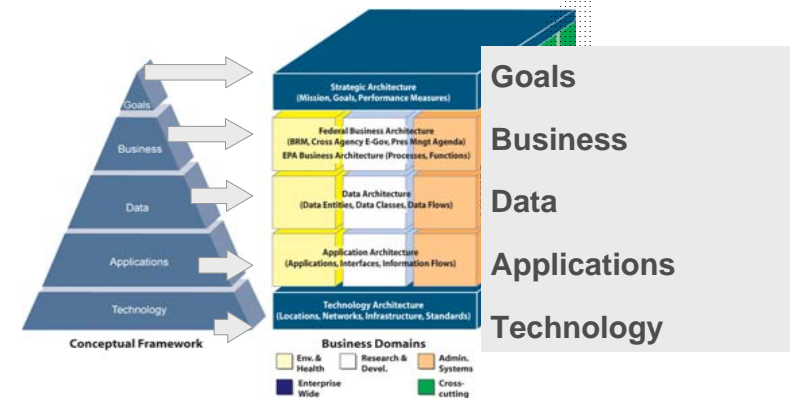 Goals
Business
Data
Applications
Technology
Conceptual Framework
Strategic Architecture
(Mission, Goals, Performance Measures)
Federal Business Architecture
(BRM, Cross Agency E-Gov, Pres Mngt Agenda)
EPA Business Architecture (Processes, Functions)
Data Architecture
(Data Entities, Data Classes, Data Flows)
Application Architecture
(Applications, Interfaces, Information Flows)
Technology Architecture
(Locations, Networks, Infrastructure, Standards)
Business Domains
Env. &
Health
Research &
Devel.
Admin.
Systems
Enterprise
Wide
Cross-
cutting
Goals
Business
Data
Applications
Technology